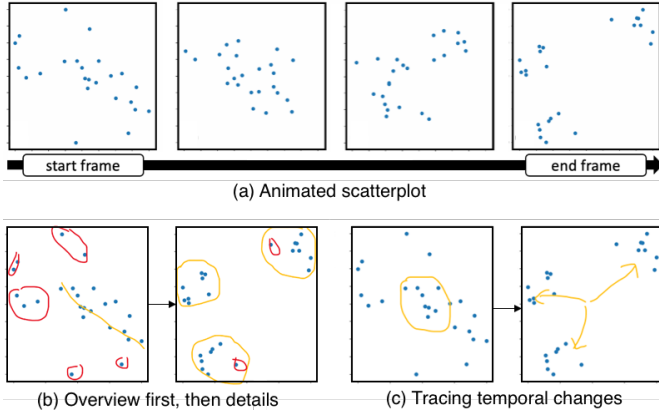 start frame
end frame
(a) Animated scatterplot
(b) Overview first, then details
(c) Tracing temporal changes